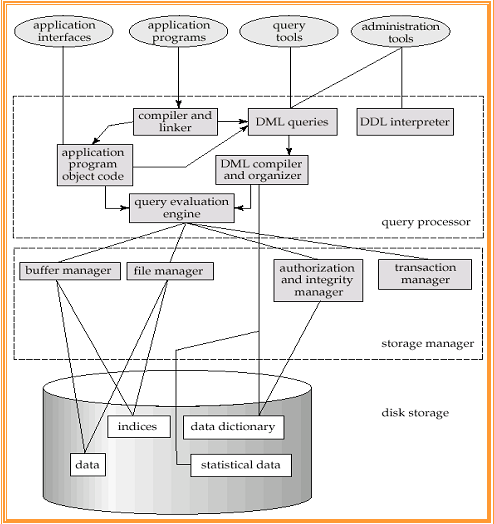 application
interfaces
application
programs
query
tools
administration
tools
compiler and
linker
DML queries
DDL interpreter
application
program
object code
DML compiler
and organizer
query evaluation
engine
query processor
buffer manager
file manager
authorization
and integrity
manager
transaction
manager
storage manager
disk storage
indices
data dictionary
data
statistical data